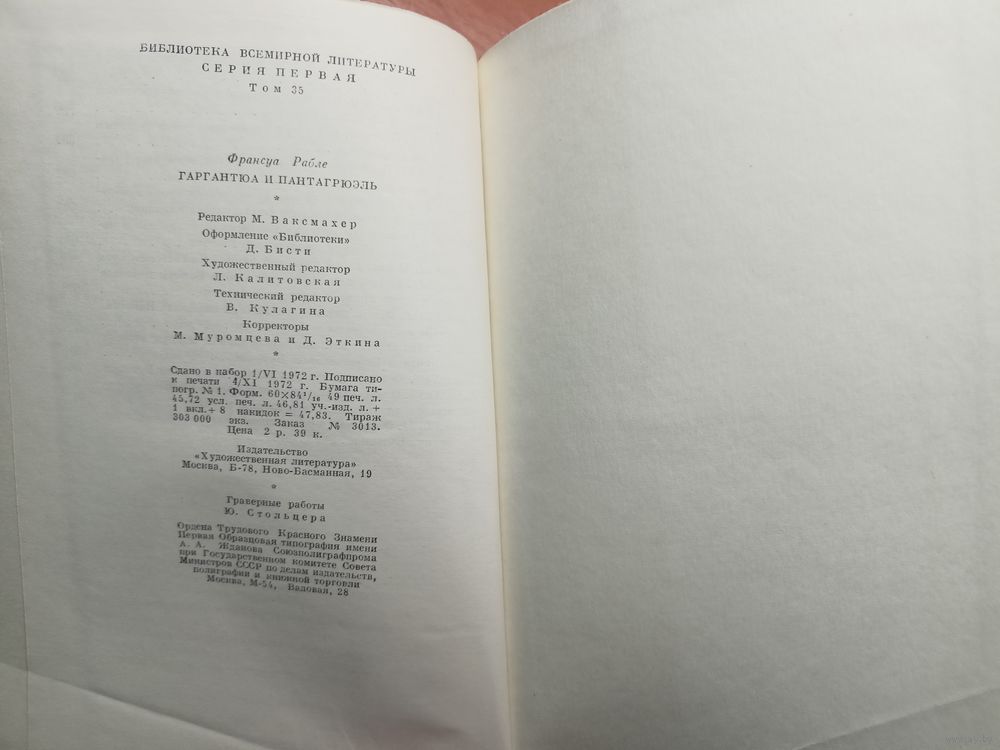 БИБЛИОТЕКА ВСЕМИРНОЙ ЛИТЕРАТУРЫ
СЕРИЯ ПЕРВАЯ
Том 35
Франсуа Рабле
ГАРГАНТЮА И ПАНТАГРЮЭЛЬ
*
Редактор М. Ваксмахер
Оформление «Библиотеки»
Д. Бисти
Художественный редактор
Л. Калитовская
Технический редактор
В. Кулагина
Корректоры
М. Муромцева и Д. Эткина
*
Сдано в набор 1/VI 1972 г. Подписано
к печати 4/XI 1972 г. Бумага ти-
погр. № 1. Форм. 60×84¹/₁₆ 49 печ. л.
45,72 усл. печ. л. 46,81 уч.-изд. л. +
1 вкл.+ 8 накидок = 47,83. Тираж
303 000 экз. Заказ № 3013.
Цена 2 р. 39 к.
Издательство
«Художественная литература»
Москва, Б-78, Ново-Басманная, 19
*
Граверные работы
Ю. Стольцера
Ордена Трудового Красного Знамени
Первая Образцовая типография имени
А. А. Жданова Союзполиграфпрома
при Государственном комитете Совета
Министров СССР по делам издательств,
полиграфии и книжной торговли
Москва, М-54, Валовая, 28